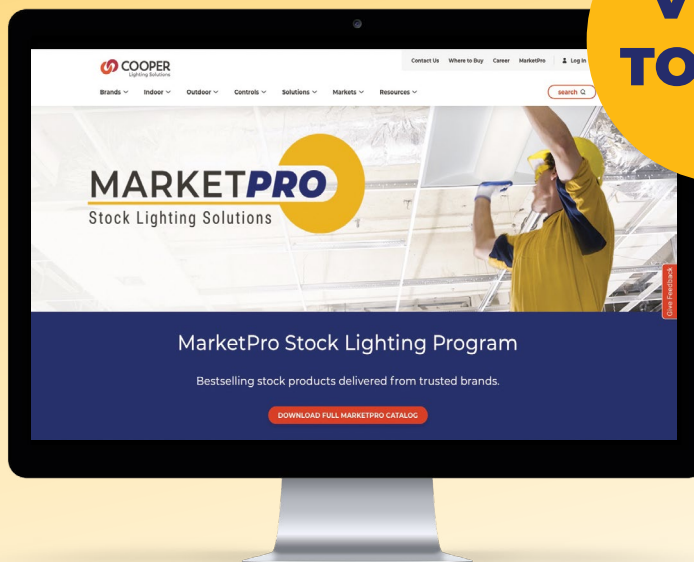 TO
COOPER
Lighting Solutions
Contact Us Where to Buy Career MarketPro Log In
Brands Indoor Outdoor Controls Solutions Markets Resources
search
MARKETPRO
Stock Lighting Solutions
Give Feedback
MarketPro Stock Lighting Program
Bestselling stock products delivered from trusted brands.
DOWNLOAD FULL MARKETPRO CATALOG